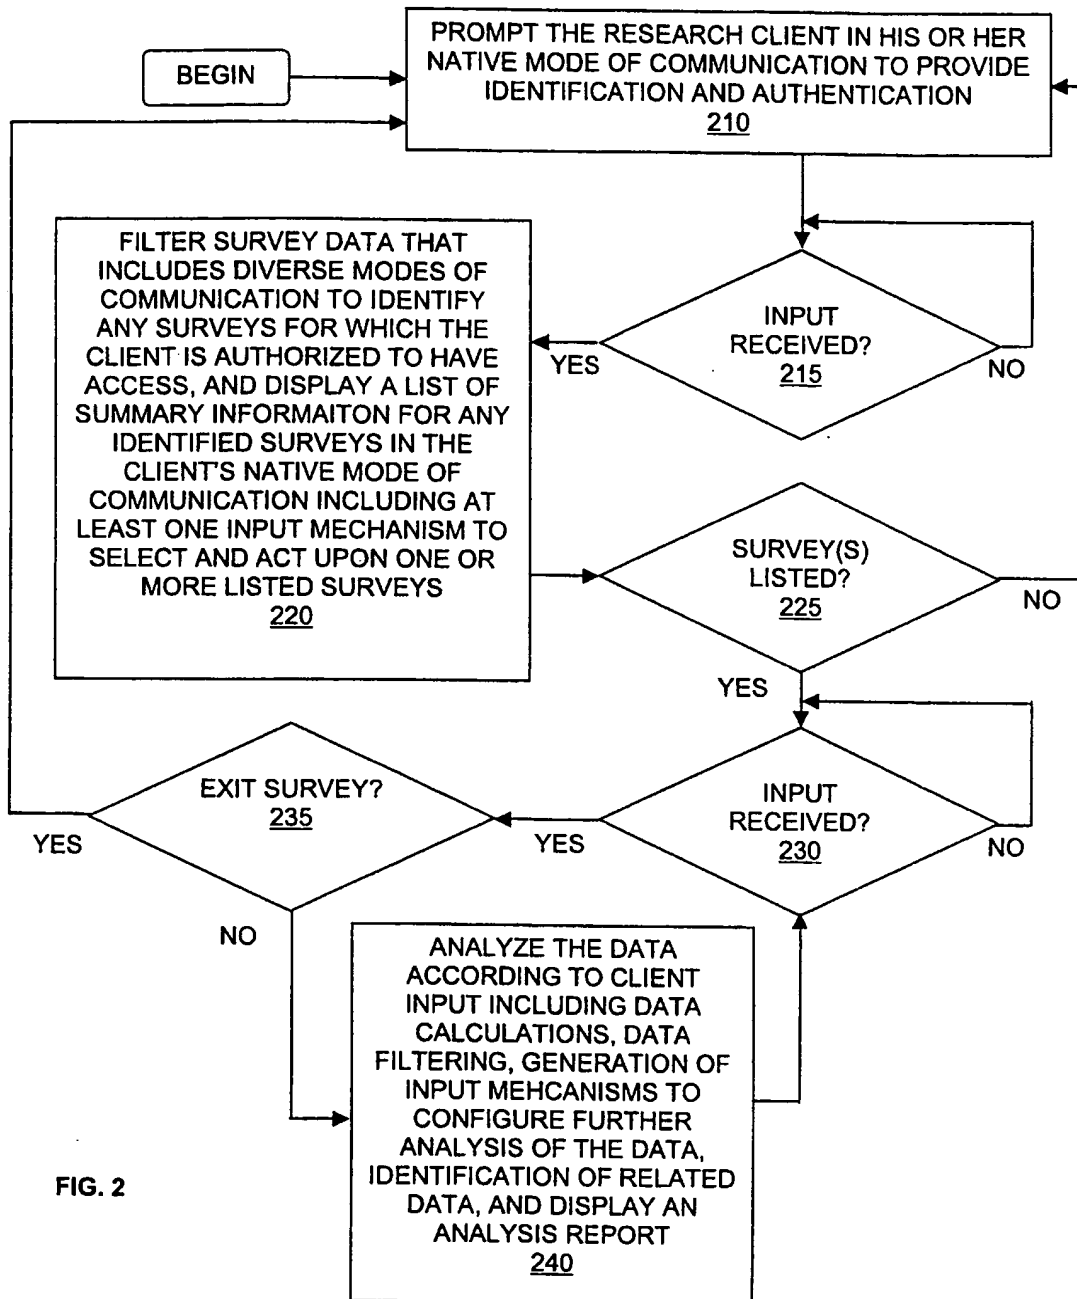 BEGIN
PROMPT THE RESEARCH CLIENT IN HIS OR HER
NATIVE MODE OF COMMUNICATION TO PROVIDE
IDENTIFICATION AND AUTHENTICATION
210
INPUT
RECEIVED?
215
YES
NO
FILTER SURVEY DATA THAT
INCLUDES DIVERSE MODES OF
COMMUNICATION TO IDENTIFY
ANY SURVEYS FOR WHICH THE
CLIENT IS AUTHORIZED TO HAVE
ACCESS, AND DISPLAY A LIST OF
SUMMARY INFORMAITON FOR ANY
IDENTIFIED SURVEYS IN THE
CLIENT'S NATIVE MODE OF
COMMUNICATION INCLUDING AT
LEAST ONE INPUT MECHANISM TO
SELECT AND ACT UPON ONE OR
MORE LISTED SURVEYS
220
SURVEY(S)
LISTED?
225
NO
YES
INPUT
RECEIVED?
230
YES
NO
EXIT SURVEY?
235
YES
NO
ANALYZE THE DATA
ACCORDING TO CLIENT
INPUT INCLUDING DATA
CALCULATIONS, DATA
FILTERING, GENERATION OF
INPUT MEHCANISMS TO
CONFIGURE FURTHER
ANALYSIS OF THE DATA,
IDENTIFICATION OF RELATED
DATA, AND DISPLAY AN
ANALYSIS REPORT
240
FIG. 2